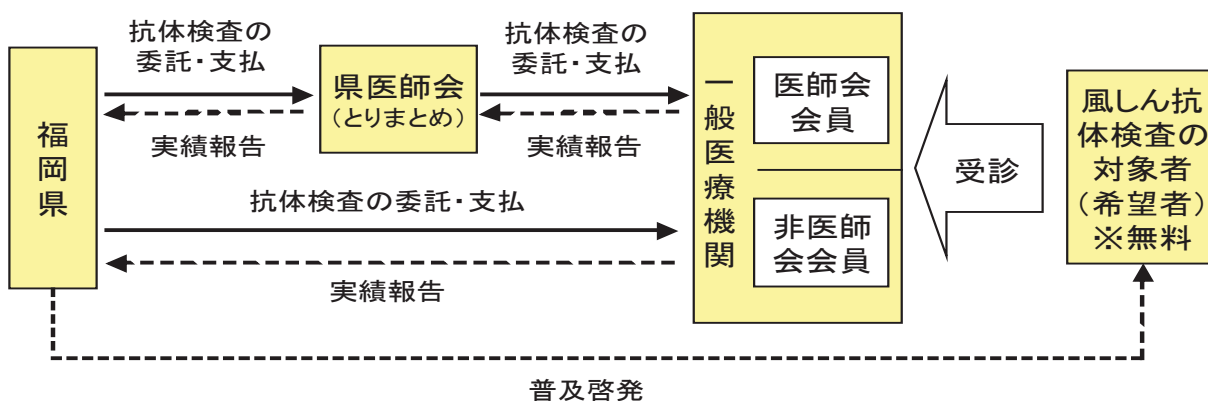 福岡県
抗体検査の
委託・支払
実績報告
県医師会
(とりまとめ)
抗体検査の
委託・支払
実績報告
抗体検査の委託・支払
実績報告
一般医療機関
医師会
会員
非医師
会会員
受診
風しん抗
体検査の
対象者
(希望者)
※無料
普及啓発